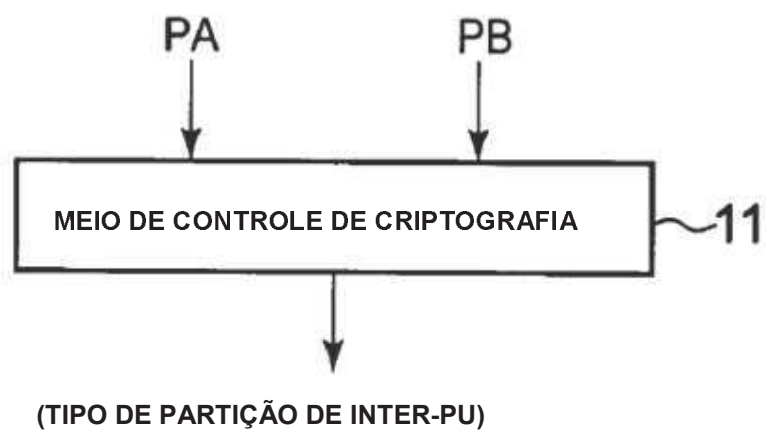 PA PB
MEIO DE CONTROLE DE CRIPTOGRAFIA
11
(TIPO DE PARTIÇÃO DE INTER-PU)